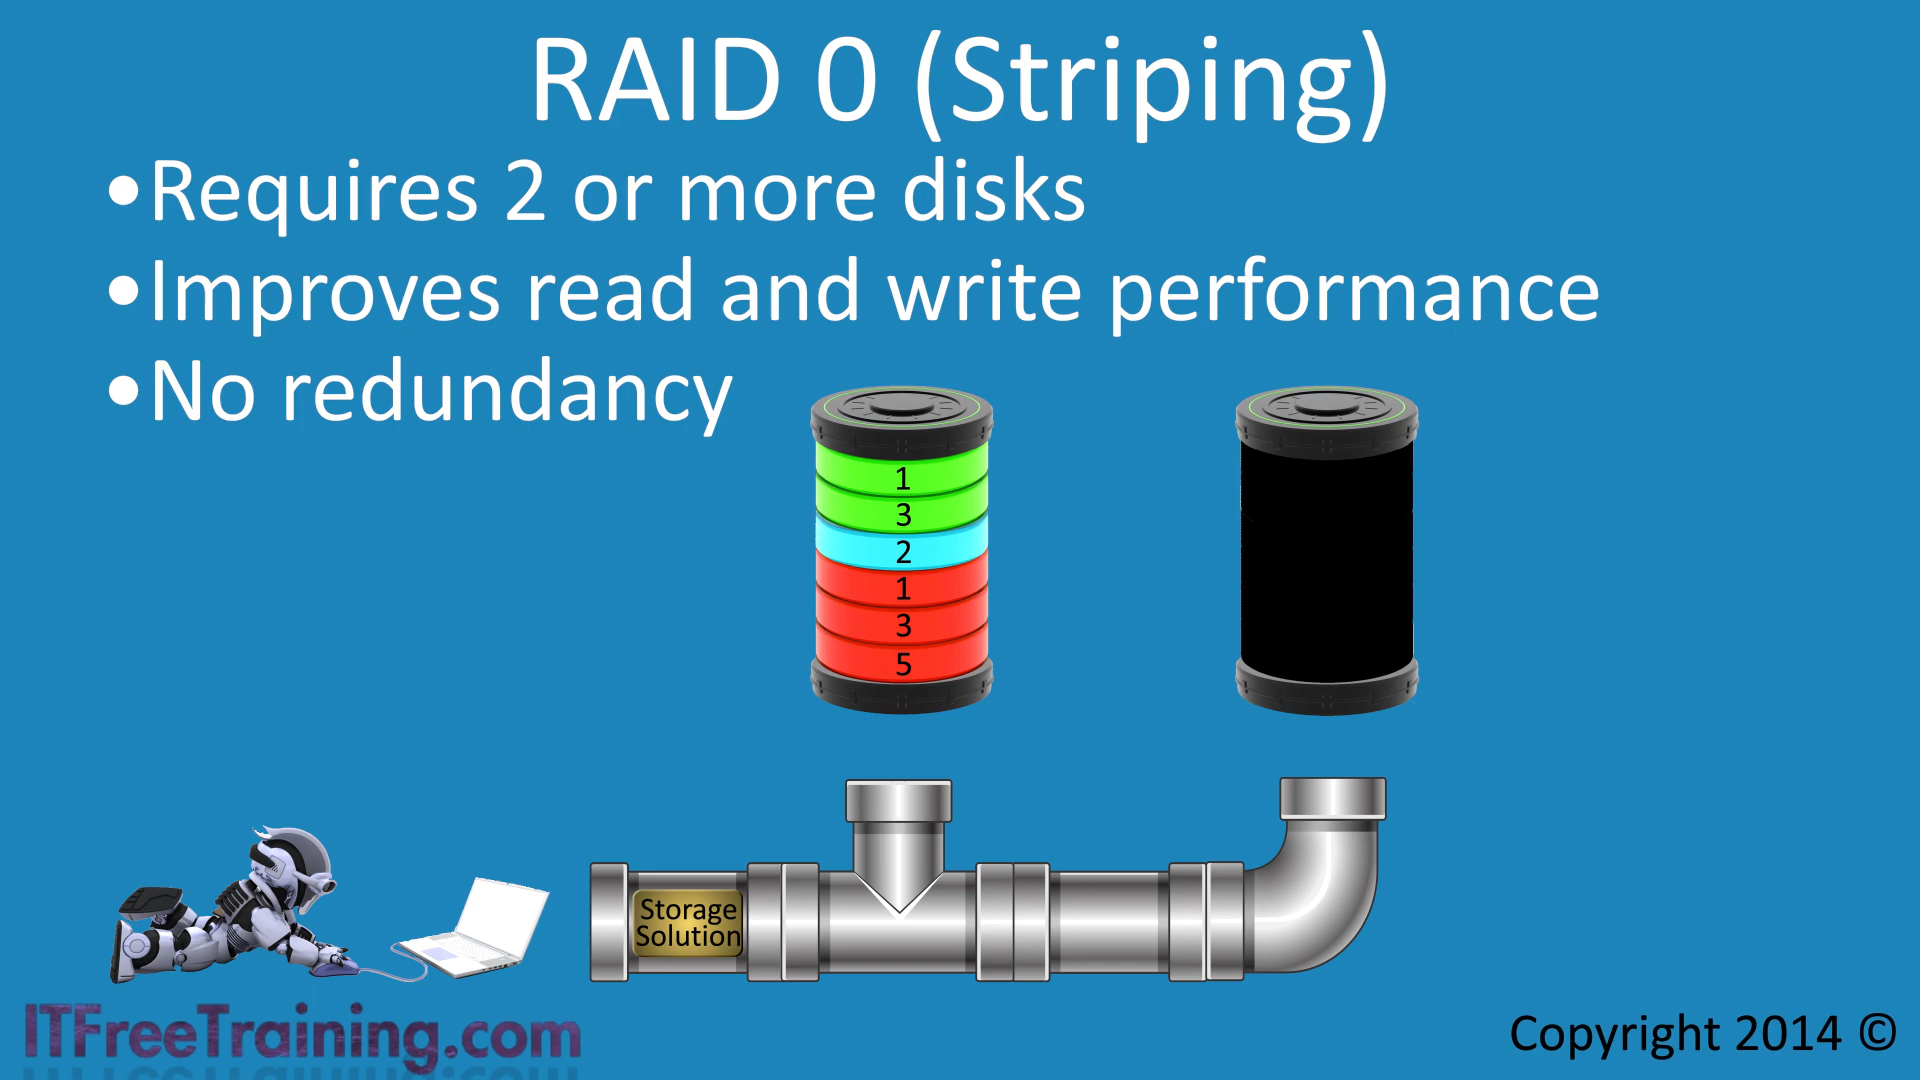 RAID 0 (Striping)
•Requires 2 or more disks
•Improves read and write performance
•No redundancy
1
3
2
1
3
5
Storage
Solution
ITFreeTraining.com
Copyright 2014 ©